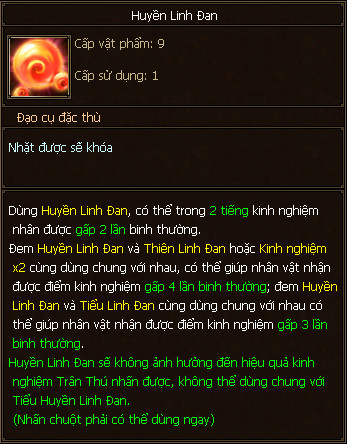 Huyền Linh Đan
Cấp vật phẩm: 9
Cấp sử dụng: 1
Đạo cụ đặc thù
Nhặt được sẽ khóa
Dùng Huyền Linh Đan, có thể trong 2 tiếng kinh nghiệm
nhân được gấp 2 lần bình thường.
Đem Huyền Linh Đan và Thiên Linh Đan hoặc Kinh nghiệm
x2 cùng dùng chung với nhau, có thể giúp nhân vật nhận
được điểm kinh nghiệm gấp 4 lần bình thường; đem Huyền
Linh Đan và Tiểu Linh Đan cùng dùng chung với nhau có
thể giúp nhân vật nhận được điểm kinh nghiệm gấp 3 lần
bình thường.
Huyền Linh Đan sẽ không ảnh hưởng đến hiệu quả kinh
nghiệm Trân Thú nhấn được, không thể dùng chung với
Tiểu Huyền Linh Đan.
(Nhấn chuột phải có thể dùng ngay)